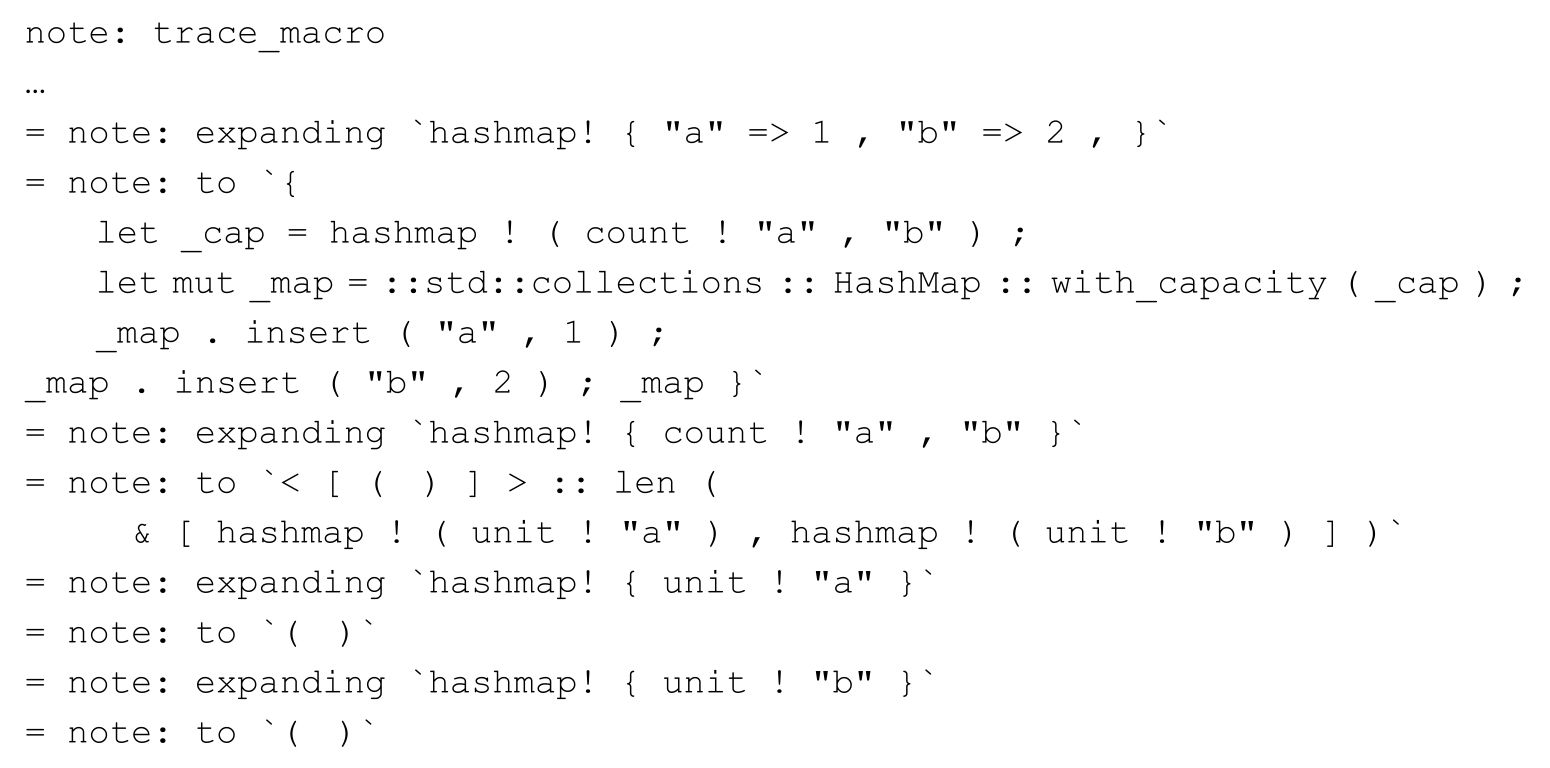 note: trace_macro
…
= note: expanding `hashmap! { "a" => 1 , "b" => 2 , }`
= note: to `{
let _cap = hashmap ! ( count ! "a" , "b" ) ;
let mut _map = ::std::collections :: HashMap :: with_capacity ( _cap ) ;
_map . insert ( "a" , 1 ) ;
_map . insert ( "b" , 2 ) ; _map }`
= note: expanding `hashmap! { count ! "a" , "b" }`
= note: to `< [ ( ) ] > :: len (
& [ hashmap ! ( unit ! "a" ) , hashmap ! ( unit ! "b" ) ] )`
= note: expanding `hashmap! { unit ! "a" }`
= note: to `( )`
= note: expanding `hashmap! { unit ! "b" }`
= note: to `( )`